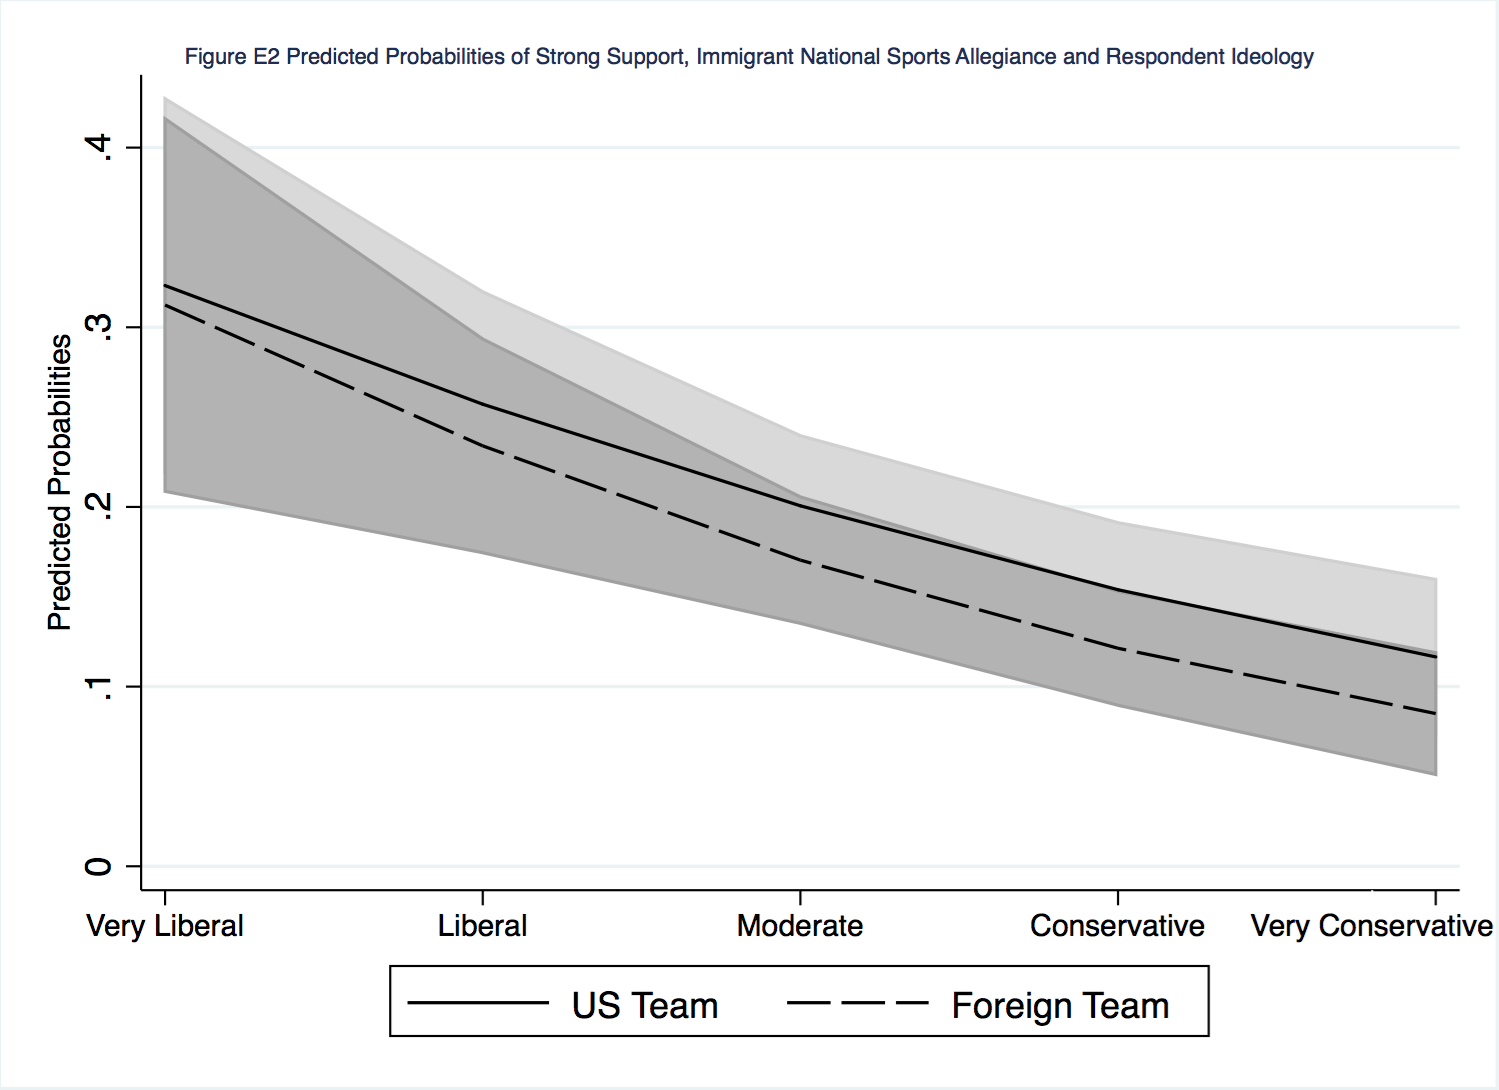 Figure E2 Predicted Probabilities of Strong Support, Immigrant National Sports Allegiance and Respondent Ideology
Predicted Probabilities
.4
.3
.2
.1
0
Very Liberal
Liberal
Moderate
Conservative
Very Conservative
US Team
Foreign Team